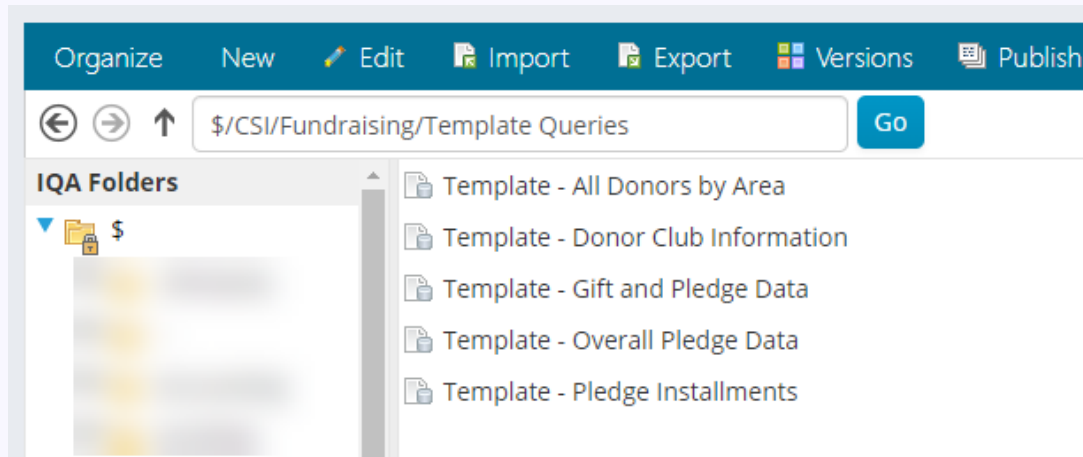 Organize New Edit Import Export Versions Publish
$/CSI/Fundraising/Template Queries Go
IQA Folders
$
Template - All Donors by Area
Template - Donor Club Information
Template - Gift and Pledge Data
Template - Overall Pledge Data
Template - Pledge Installments